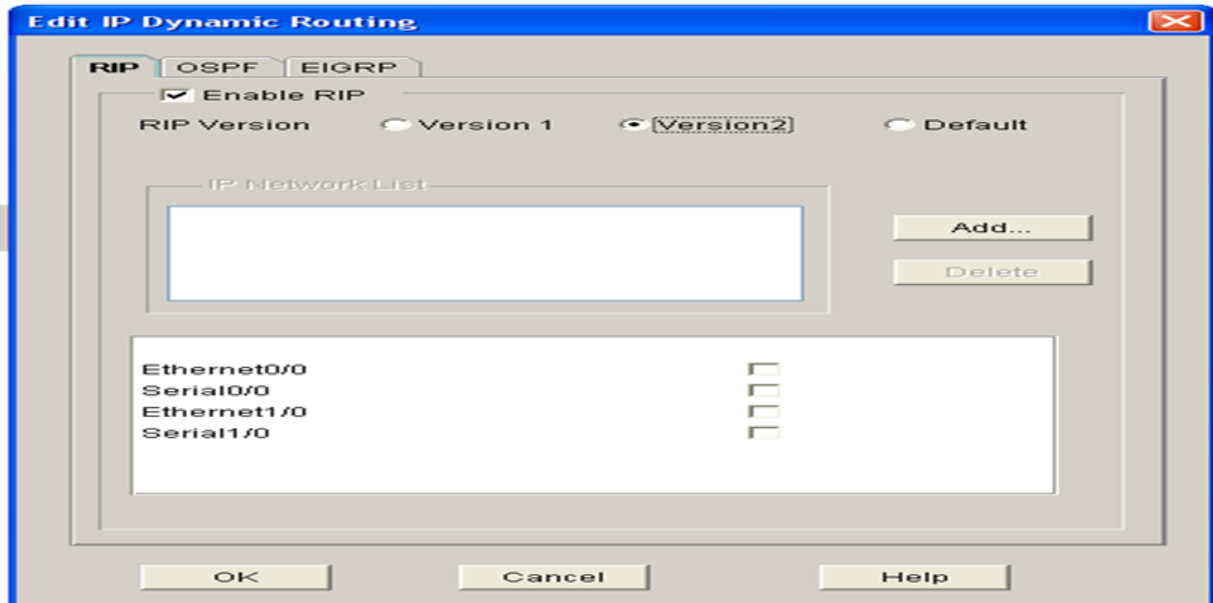 Edit IP Dynamic Routing
RIP OSPF EIGRP
Enable RIP
RIP Version Version 1 Version2 Default
IP Network List
Add...
Delete
Ethernet0/0
Serial0/0
Ethernet1/0
Serial1/0
OK Cancel Help